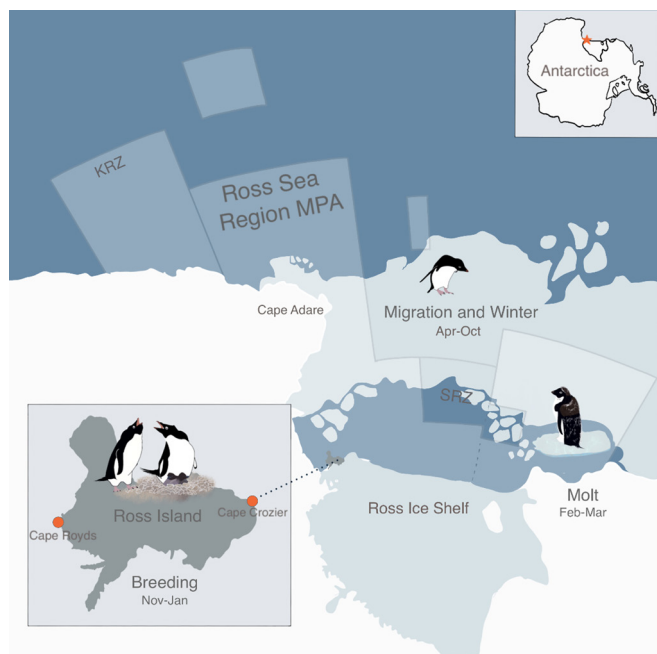 Antarctica
KRZ
Ross Sea
Region MPA
Cape Adare
Migration and Winter
Apr-Oct
SRZ
Ross Ice Shelf
Molt
Feb-Mar
Ross Island
Cape Crozier
Cape Royds
Breeding
Nov-Jan